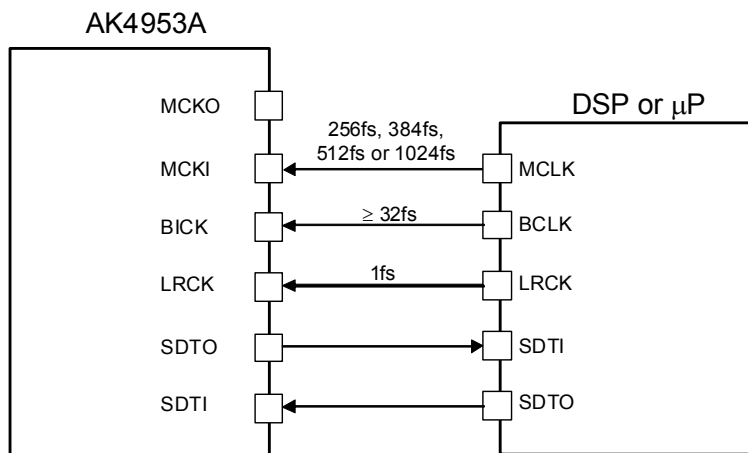 AK4953A
DSP or μP
MCKO
256fs, 384fs,
512fs or 1024fs
MCKI
MCLK
≥ 32fs
BICK
BCLK
1fs
LRCK
LRCK
SDTO
SDTI
SDTI
SDTO